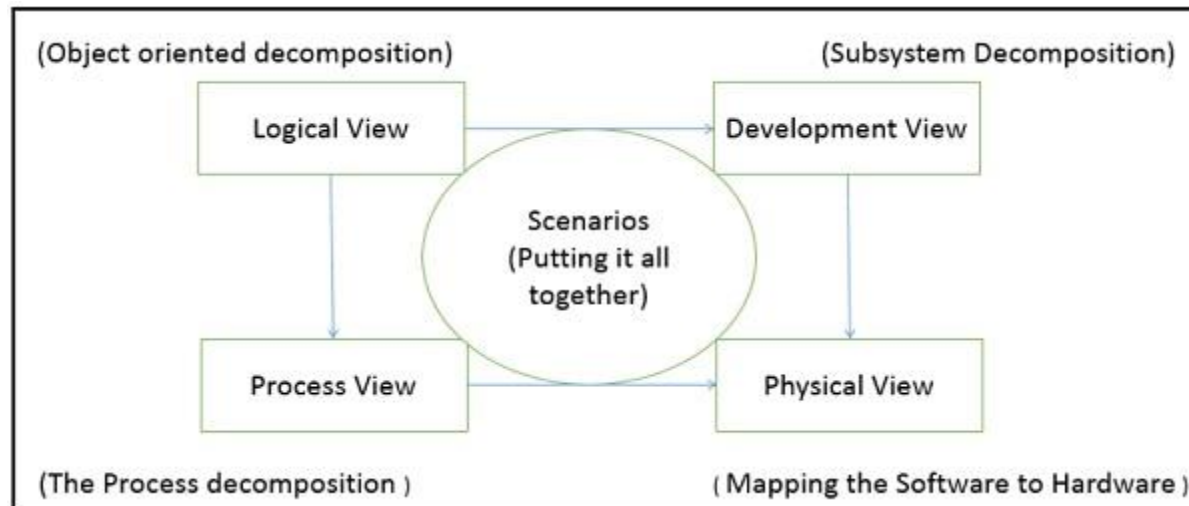 (Object oriented decomposition)
(Subsystem Decomposition)
Logical View
Development View
Scenarios
(Putting it all
together)
Process View
Physical View
(The Process decomposition )
( Mapping the Software to Hardware )